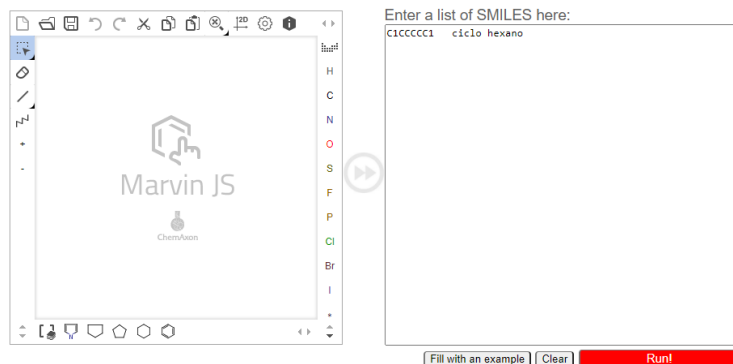 Enter a list of SMILES here:
C1CCCCC1 ciclo hexano
2D
H
C
N
O
S
F
P
Cl
Br
I
Marvin JS
ChemAxon
N
Fill with an example
Clear
Run!